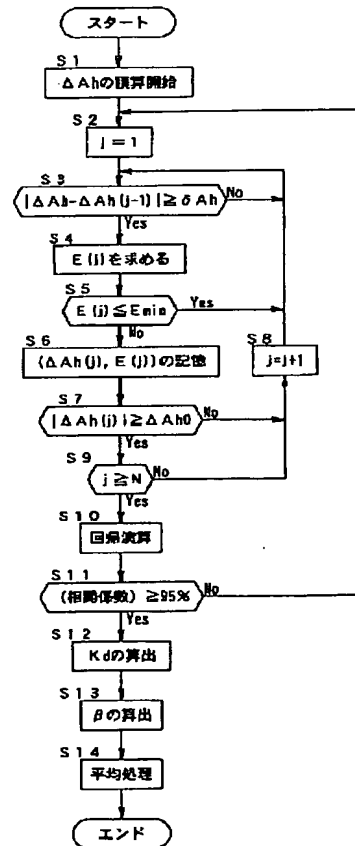 スタート
S1
ΔAhの積算開始
S2
j=1
S3
|ΔAh-ΔAh(j-1)|≧δAh
No
Yes
S4
E(j)を求める
S5
E(j)≦Emin
Yes
No
S6
(ΔAh(j),E(j))の記憶
S8
j=j+1
S7
|ΔAh(j)|≧ΔAh0
No
Yes
S9
j≧N
No
Yes
S10
回帰演算
S11
(相関係数)≧95%
No
Yes
S12
Kdの算出
S13
βの算出
S14
平均処理
エンド